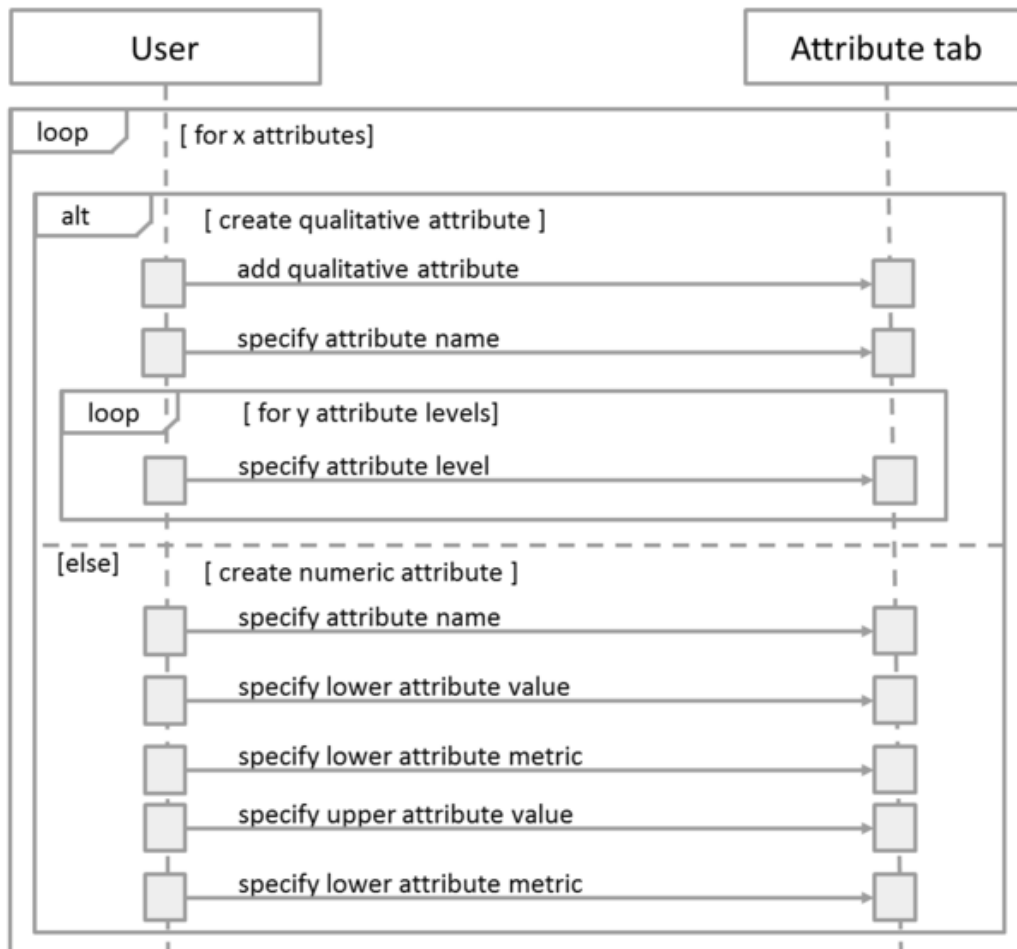 User
Attribute tab
loop
[ for x attributes]
alt
[ create qualitative attribute ]
add qualitative attribute
specify attribute name
loop
[ for y attribute levels]
specify attribute level
[else]
[ create numeric attribute ]
specify attribute name
specify lower attribute value
specify lower attribute metric
specify upper attribute value
specify lower attribute metric